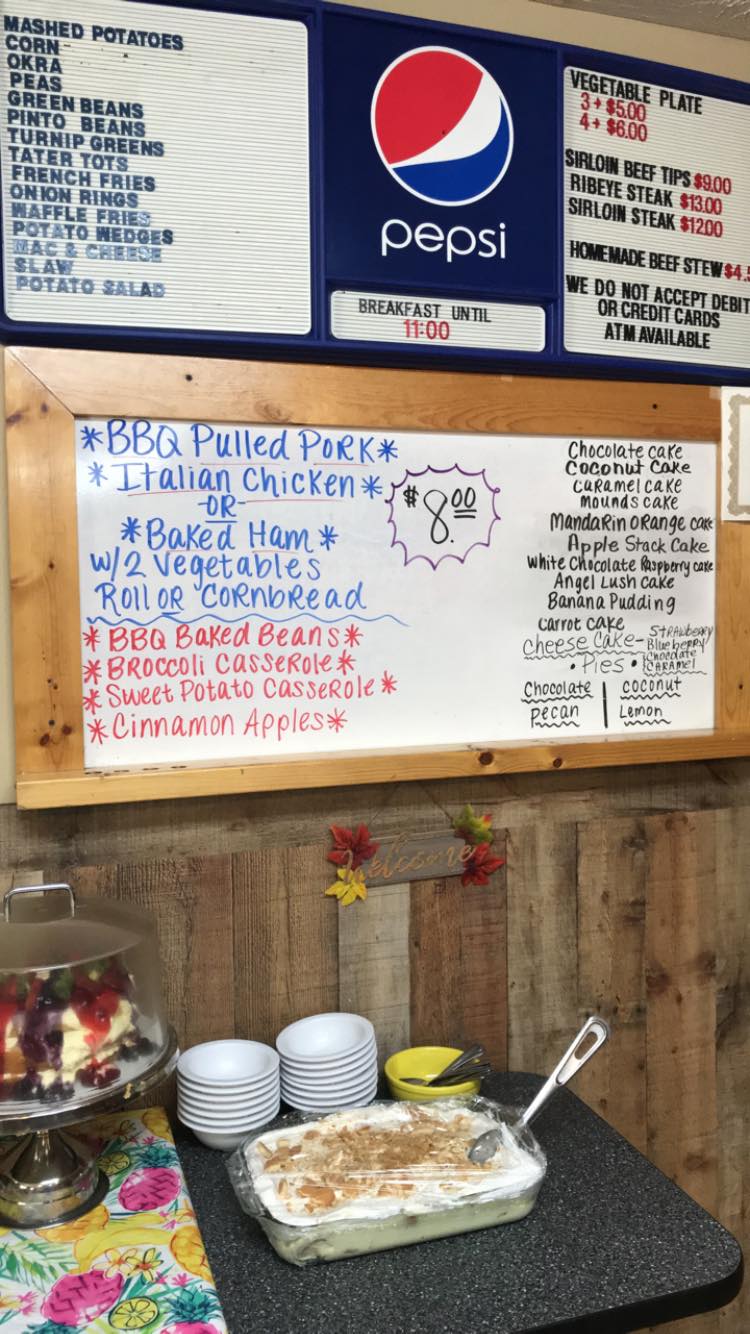 MASHED POTATOES
CORN
OKRA
PEAS
GREEN BEANS
PINTO BEANS
TURNIP GREENS
TATER TOTS
FRENCH FRIES
ONION RINGS
WAFFLE FRIES
POTATO WEDGES
MAC & CHEESE
SLAW
POTATO SALAD
pepsi
BREAKFAST UNTIL
11:00
VEGETABLE PLATE
3 + $5.00
4 + $6.00
SIRLOIN BEEF TIPS $9.00
RIBEYE STEAK $13.00
SIRLOIN STEAK $12.00
HOMEMADE BEEF STEW $4.5
WE DO NOT ACCEPT DEBIT
OR CREDIT CARDS
ATM AVAILABLE
*BBQ Pulled Pork*
*Italian Chicken*
-OR-
*Baked Ham*
w/2 Vegetables
Roll OR Cornbread
$8.00
*BBQ Baked Beans*
*Broccoli Casserole*
*Sweet Potato Casserole*
*Cinnamon Apples*
Chocolate cake
Coconut Cake
Caramel cake
mounds cake
Mandarin orange cake
Apple Stack Cake
White Chocolate Raspberry cake
Angel Lush cake
Banana Pudding
carrot cake
cheese cake- Strawberry
Blueberry
Chocolate
Caramel
• Pies •
Chocolate | coconut
pecan | Lemon
Welcome